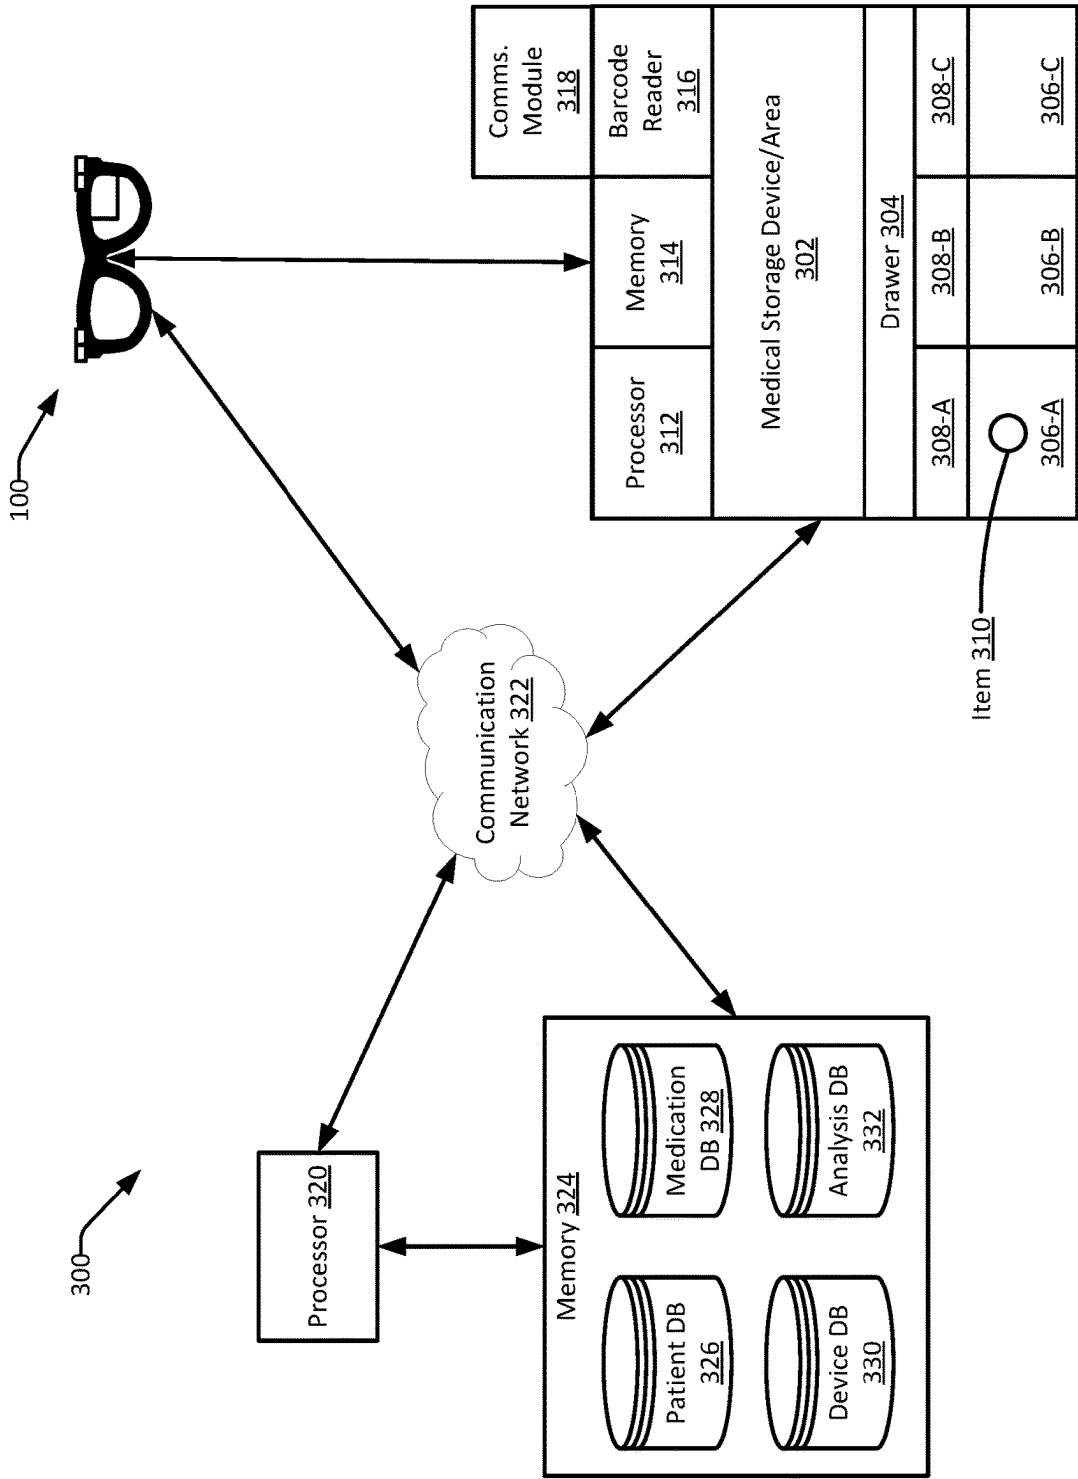 300
100
Processor 320
Memory 324
Patient DB
326
Medication
DB 328
Device DB
330
Analysis DB
332
Communication
Network 322
Comms.
Module
318
Processor
312
Memory
314
Barcode
Reader
316
Medical Storage Device/Area
302
Drawer 304
308-A
308-B
308-C
306-A
306-B
306-C
Item 310